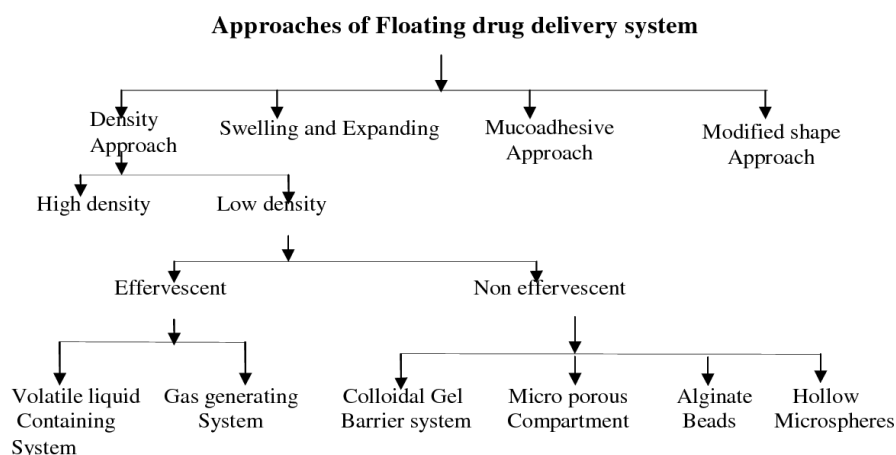 Approaches of Floating drug delivery system
Density
Approach
Swelling and Expanding
Mucoadhesive
Approach
Modified shape
Approach
High density
Low density
Effervescent
Non effervescent
Volatile liquid
Containing
System
Gas generating
System
Colloidal Gel
Barrier system
Micro porous
Compartment
Alginate
Beads
Hollow
Microspheres